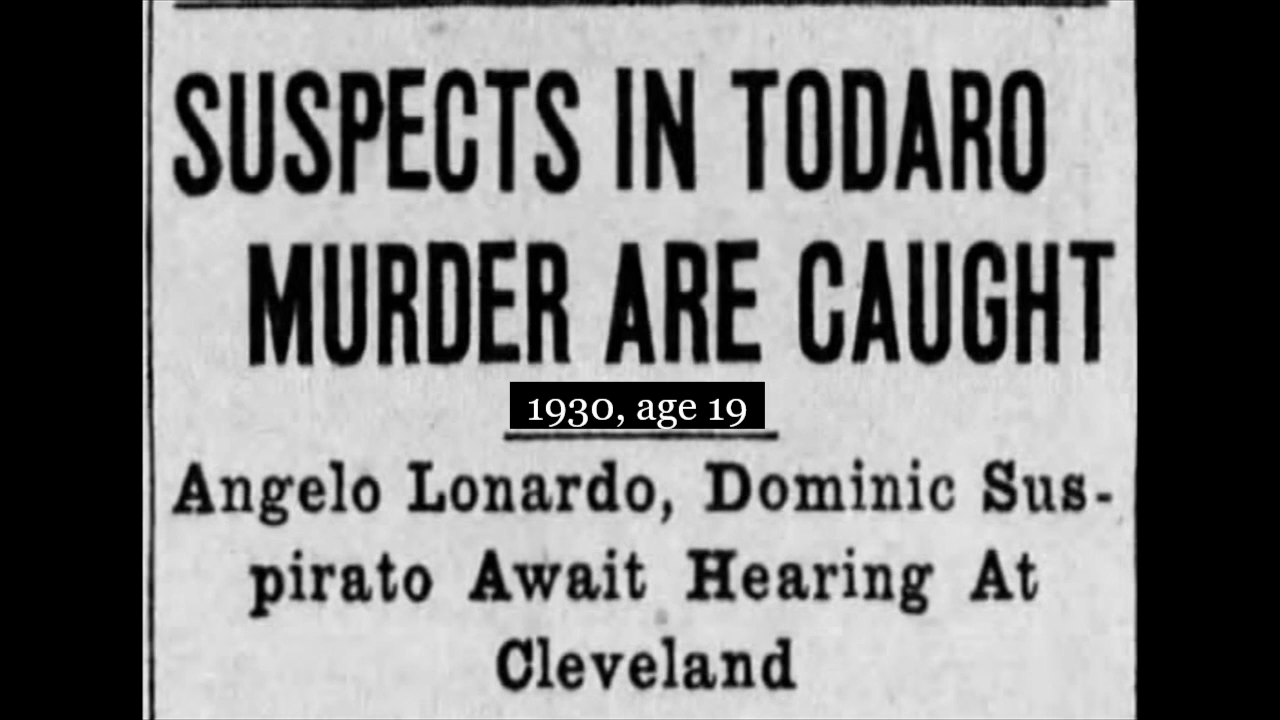 SUSPECTS IN TODARO
MURDER ARE CAUGHT
1930, age 19
Angelo Lonardo, Dominic Sus-
pirato Await Hearing At
Cleveland